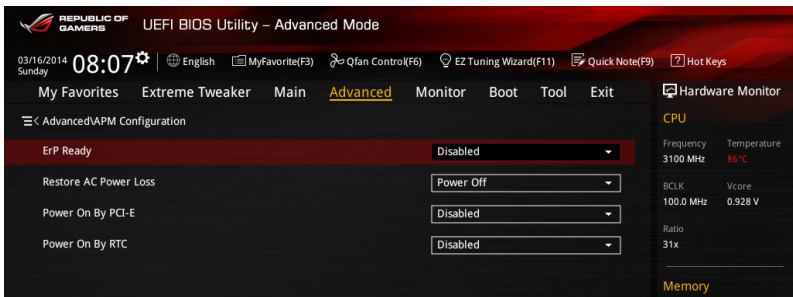 REPUBLIC OF
GAMERS
UEFI BIOS Utility – Advanced Mode
03/16/2014
Sunday
08:07
English
MyFavorite(F3)
Qfan Control(F6)
EZ Tuning Wizard(F11)
Quick Note(F9)
? Hot Keys
My Favorites Extreme Tweaker Main Advanced Monitor Boot Tool Exit
Hardware Monitor
< Advanced\APM Configuration
ErP Ready Disabled
Restore AC Power Loss Power Off
Power On By PCI-E Disabled
Power On By RTC Disabled
CPU
Frequency Temperature
3100 MHz 86°C
BCLK Vcore
100.0 MHz 0.928 V
Ratio
31x
Memory